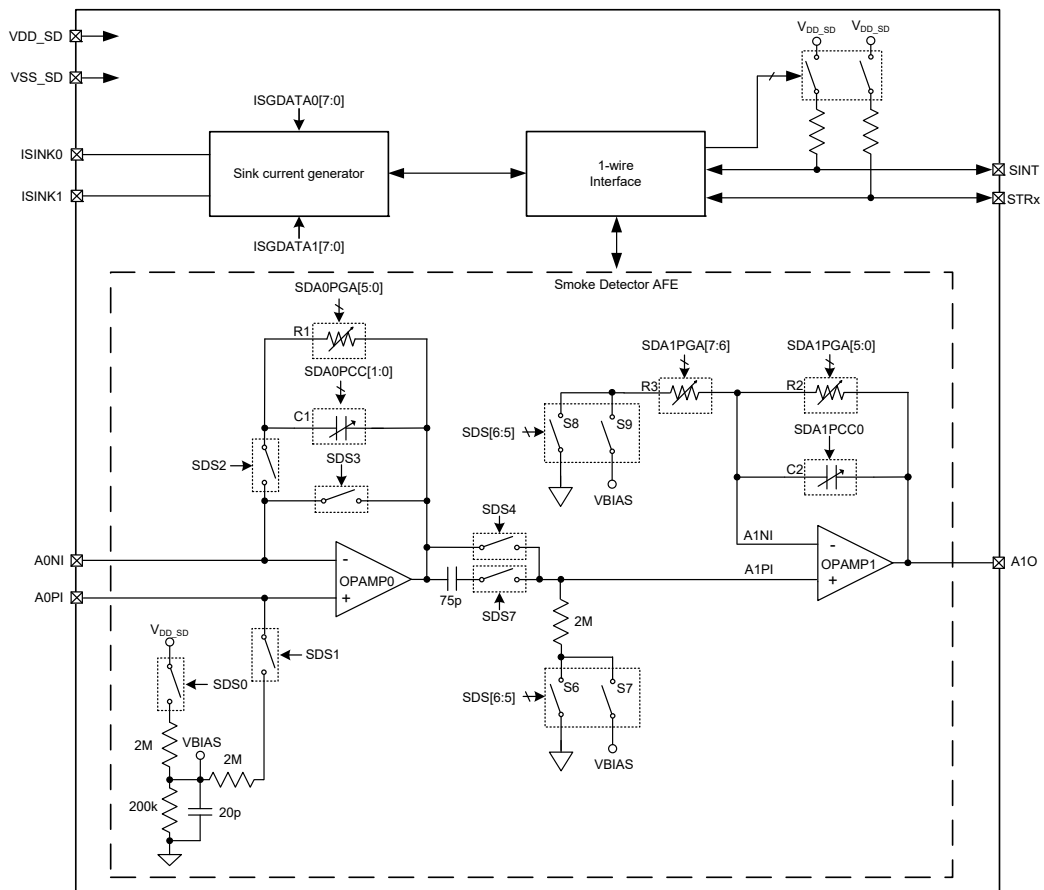 VDD_SD
VSS_SD
ISINK0
ISINK1
ISGDATA0[7:0]
Sink current generator
ISGDATA1[7:0]
1-wire
Interface
VDD_SD
VDD_SD
SINT
STRx
Smoke Detector AFE
SDA0PGA[5:0]
R1
SDA0PCC[1:0]
C1
SDS2
SDS3
SDA1PGA[7:6]
R3
SDA1PGA[5:0]
R2
SDA1PCC0
C2
SDS[6:5]
S8
S9
VBIAS
SDS4
A0NI
A0PI
-
OPAMP0
+
75p
SDS7
A1NI
A1PI
-
OPAMP1
+
A1O
2M
SDS[6:5]
S6
S7
VBIAS
VDD_SD
SDS0
SDS1
2M
VBIAS
2M
200k
20p